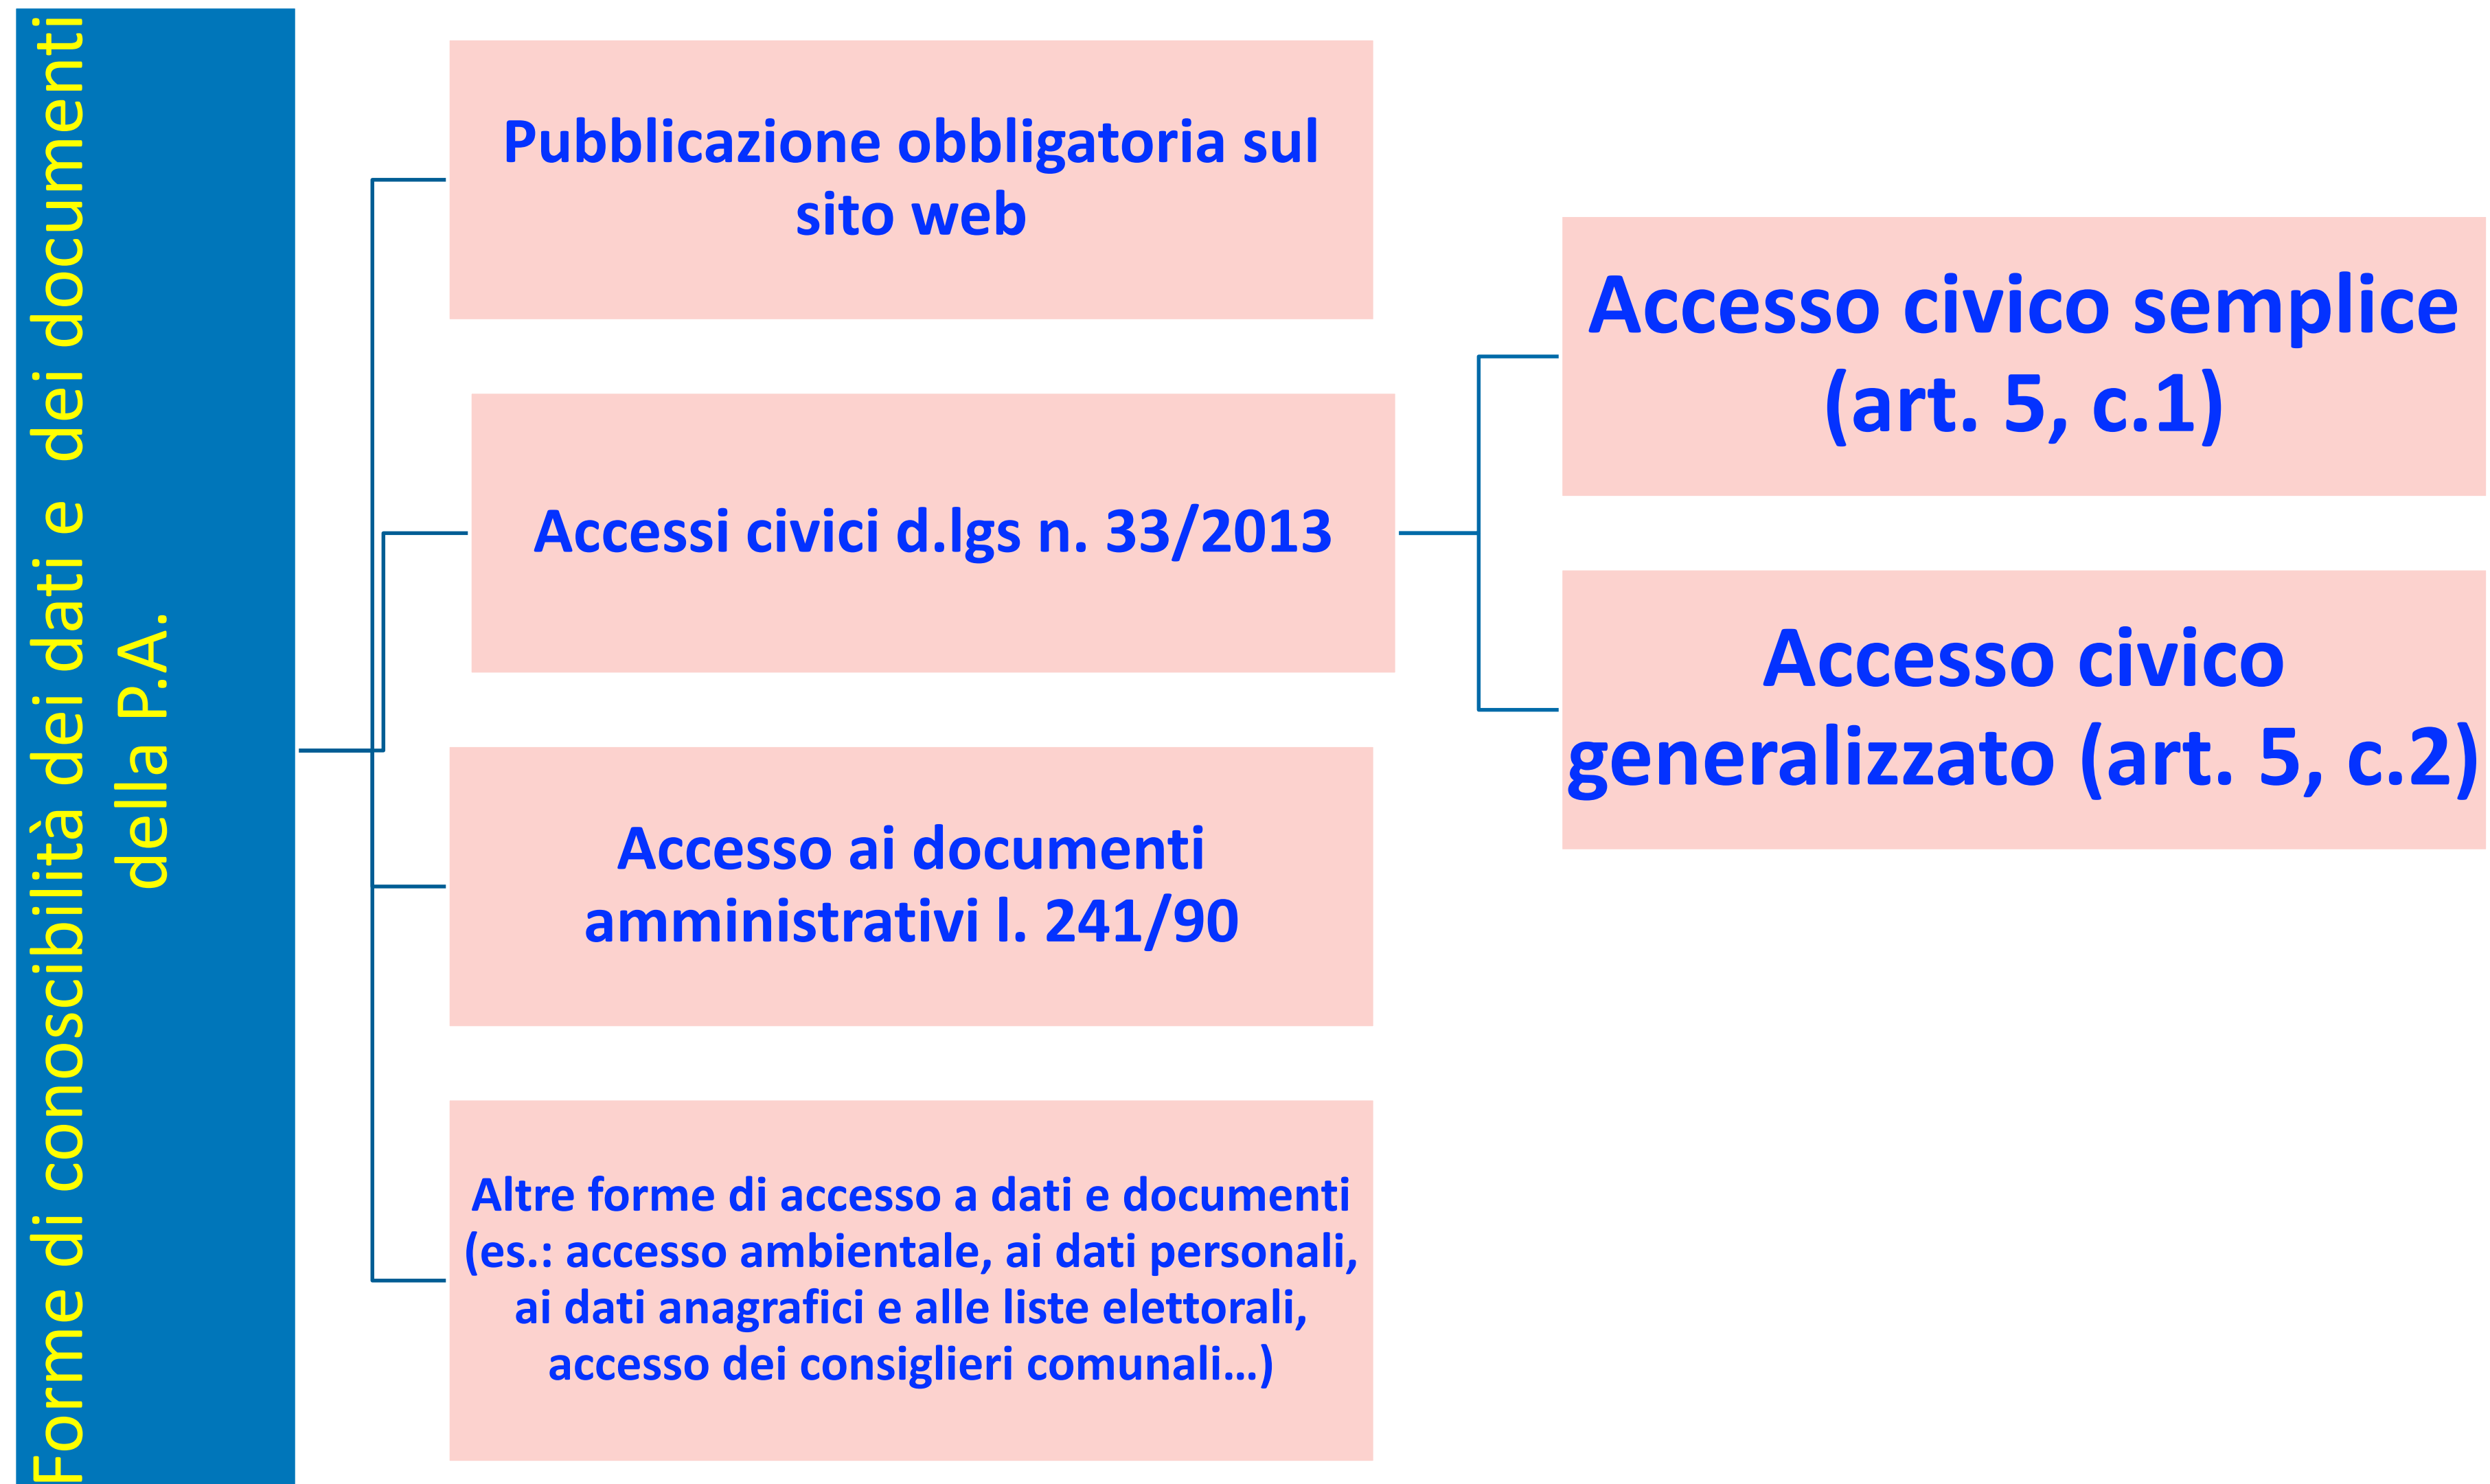 Forme di conoscibilità dei dati e dei documenti
della P.A.
Pubblicazione obbligatoria sul
sito web
Accessi civici d.lgs n. 33/2013
Accesso civico semplice
(art. 5, c.1)
Accesso civico
generalizzato (art. 5, c.2)
Accesso ai documenti
amministrativi l. 241/90
Altre forme di accesso a dati e documenti
(es.: accesso ambientale, ai dati personali,
ai dati anagrafici e alle liste elettorali,
accesso dei consiglieri comunali…)